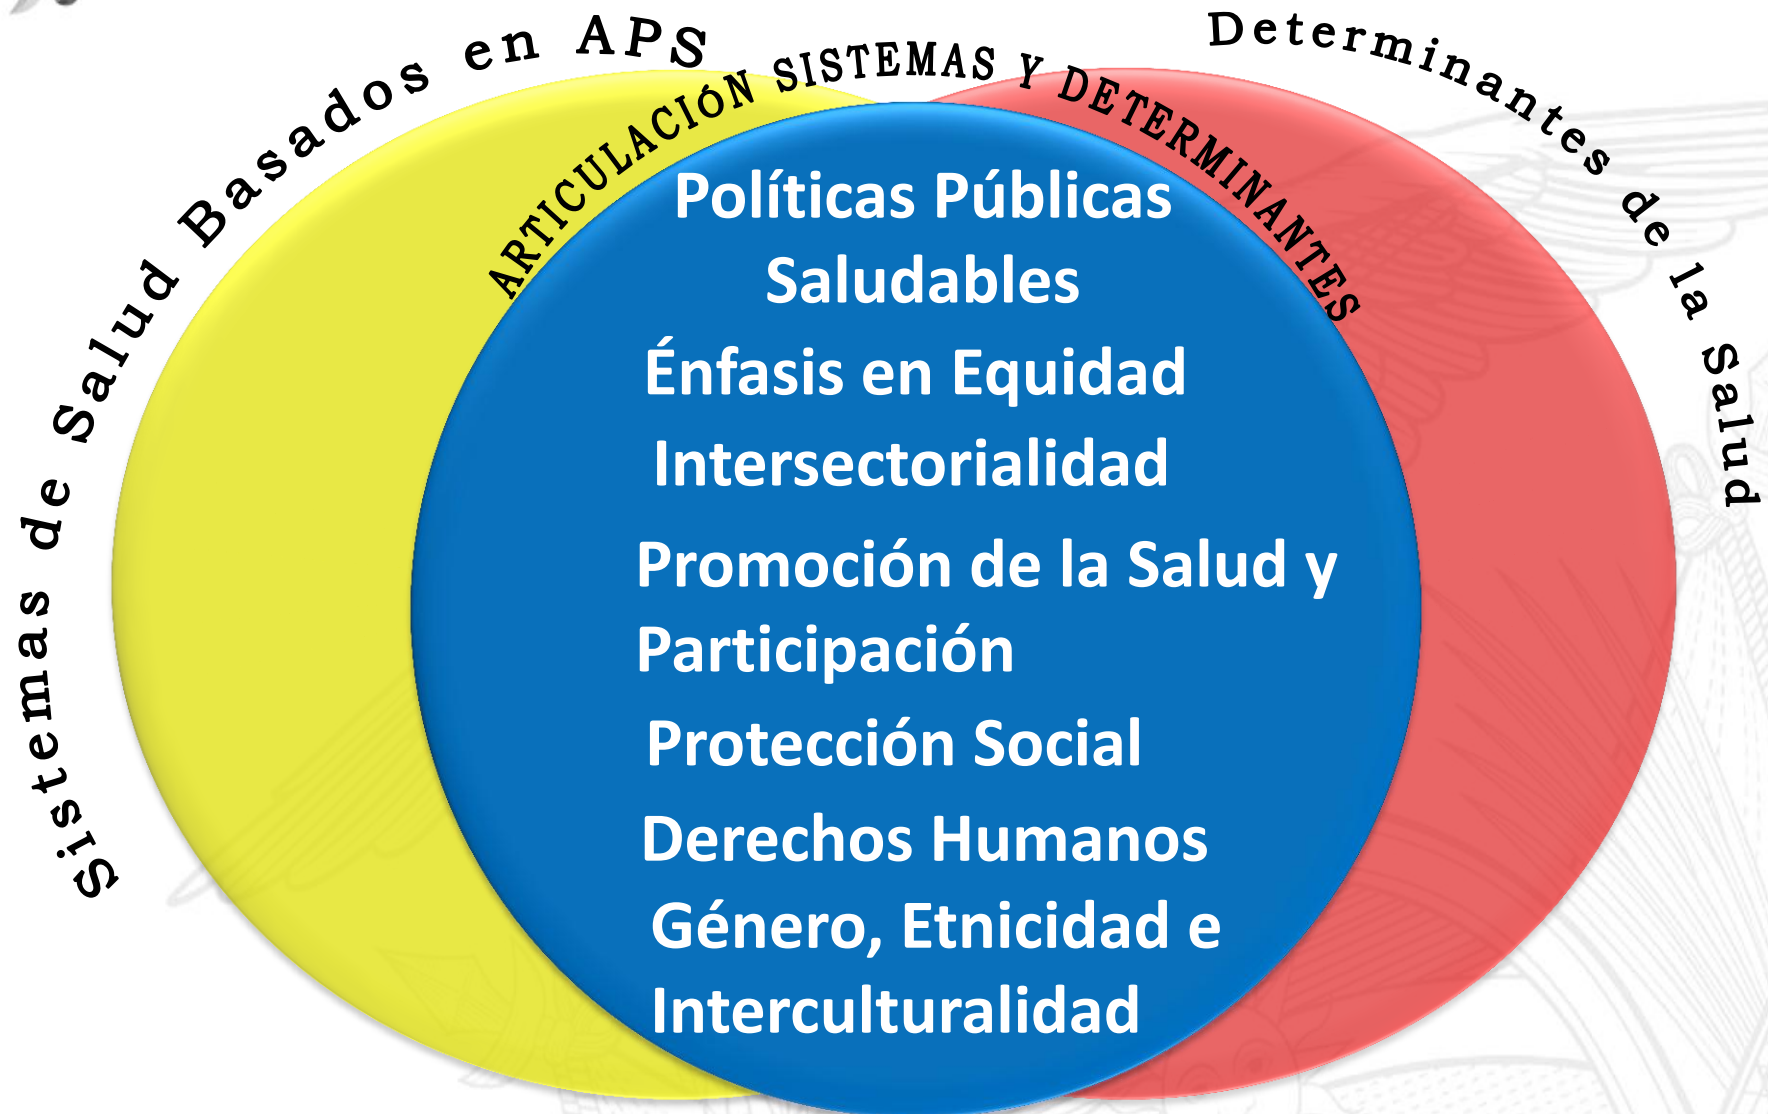 Sistemas de Salud Basados en APS
ARTICULACIÓN SISTEMAS Y DETERMINANTES
Determinantes de la Salud
Políticas Públicas
Saludables
Énfasis en Equidad
Intersectorialidad
Promoción de la Salud y
Participación
Protección Social
Derechos Humanos
Género, Etnicidad e
Interculturalidad